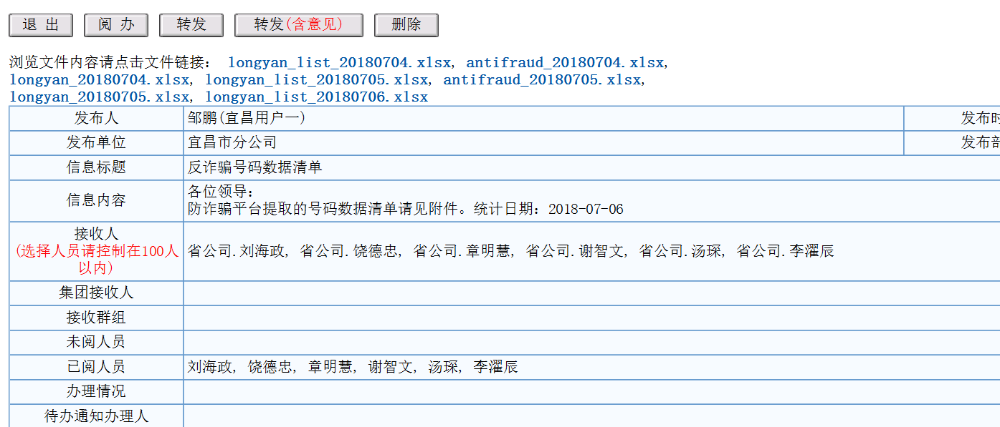 退 出 阅 办 转发 转发(含意见) 删除
浏览文件内容请点击文件链接： longyan_list_20180704.xlsx, antifraud_20180704.xlsx,
longyan_20180704.xlsx, longyan_list_20180705.xlsx, antifraud_20180705.xlsx,
longyan_20180705.xlsx, longyan_list_20180706.xlsx
发布人 邹鹏(宜昌用户一) 发布时
发布单位 宜昌市分公司 发布部
信息标题 反诈骗号码数据清单
信息内容 各位领导：
防诈骗平台提取的号码数据清单请见附件。统计日期：2018-07-06
接收人
(选择人员请控制在100人
以内)
省公司.刘海政, 省公司.饶德忠, 省公司.章明慧, 省公司.谢智文, 省公司.汤琛, 省公司.李濯辰
集团接收人
接收群组
未阅人员
已阅人员 刘海政, 饶德忠, 章明慧, 谢智文, 汤琛, 李濯辰
办理情况
待办通知办理人